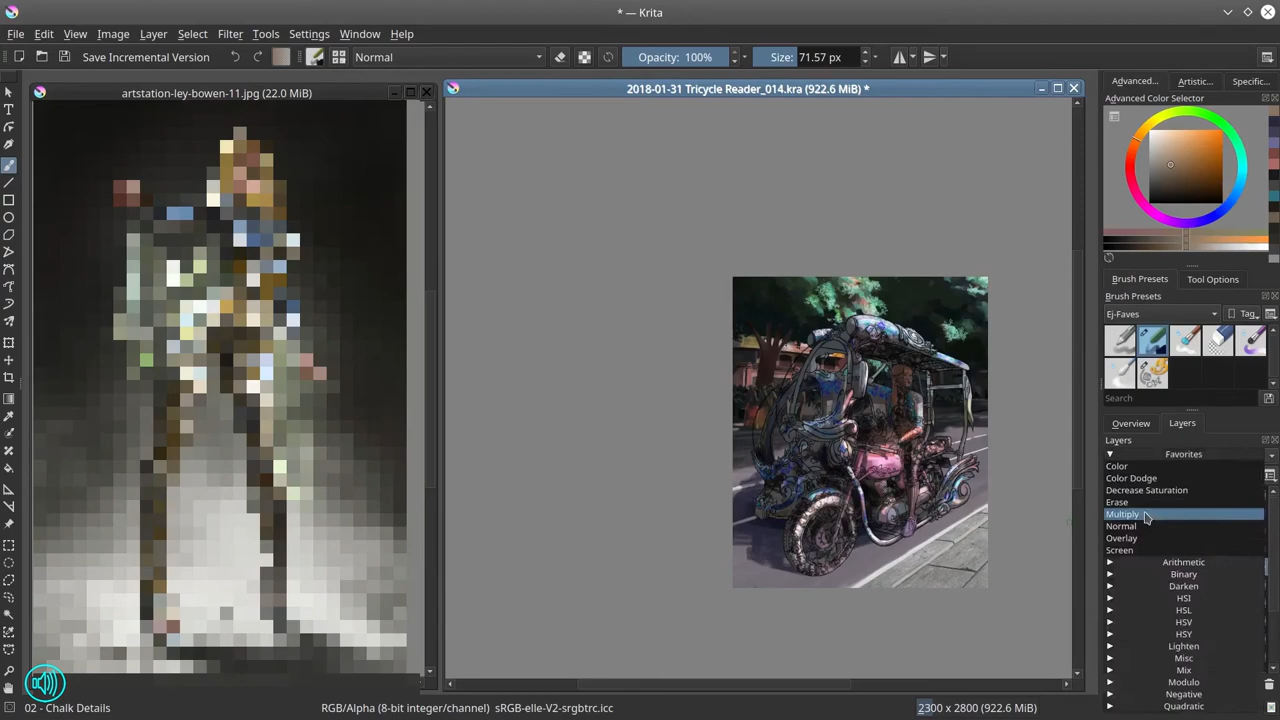 * — Krita
File Edit View Image Layer Select Filter Tools Settings Window Help
Save Incremental Version Normal Opacity: 100% Size: 71.57 px
artstation-ley-bowen-11.jpg (22.0 MiB)
2018-01-31 Tricycle Reader_014.kra (922.6 MiB) *
Advanced... Artistic... Specific...
Advanced Color Selector
Brush Presets Tool Options
Brush Presets
Ej-Faves Tag
Search
Overview Layers
Layers
Favorites
Color
Color Dodge
Decrease Saturation
Erase
Multiply
Normal
Overlay
Screen
Arithmetic
Binary
Darken
HSI
HSL
HSV
HSY
Lighten
Misc
Mix
Modulo
Negative
Quadratic
02 - Chalk Details RGB/Alpha (8-bit integer/channel) sRGB-elle-V2-srgbtrc.icc 2300 x 2800 (922.6 MiB)